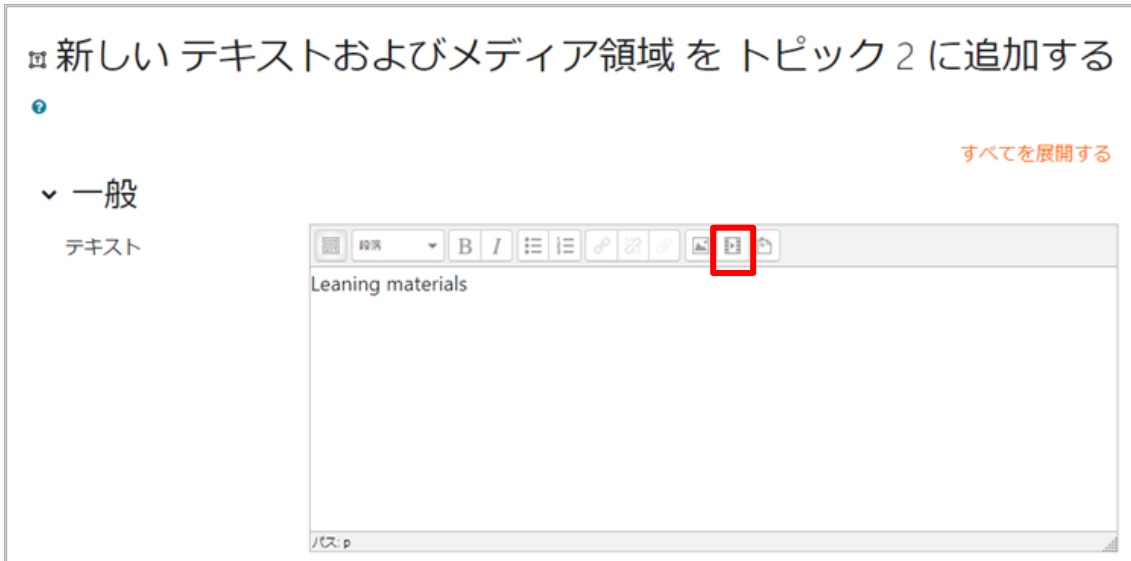 新しい テキストおよびメディア領域 を トピック 2 に追加する
すべてを展開する
一般
テキスト
段落 B I
Leaning materials
パス: p